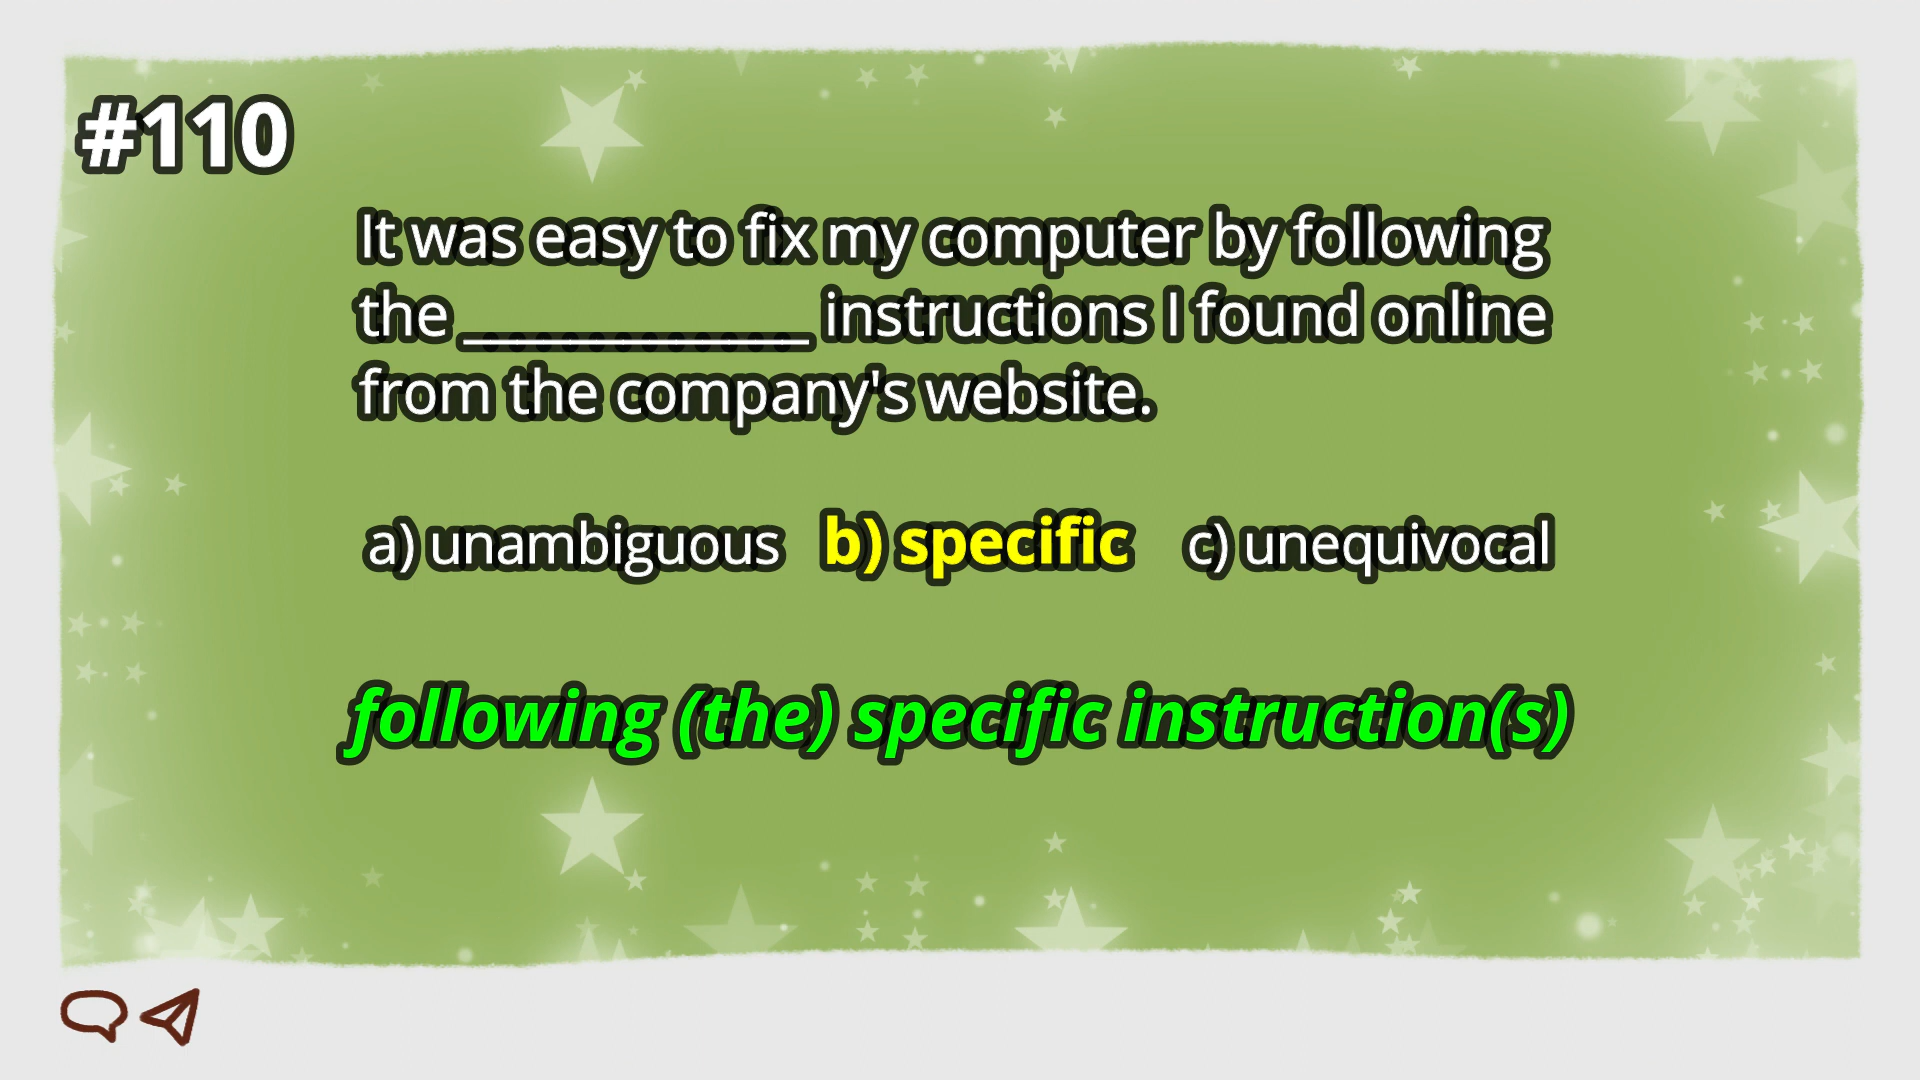 #110
It was easy to fix my computer by following
the _____________ instructions I found online
from the company's website.
a) unambiguous b) specific c) unequivocal
following (the) specific instruction(s)